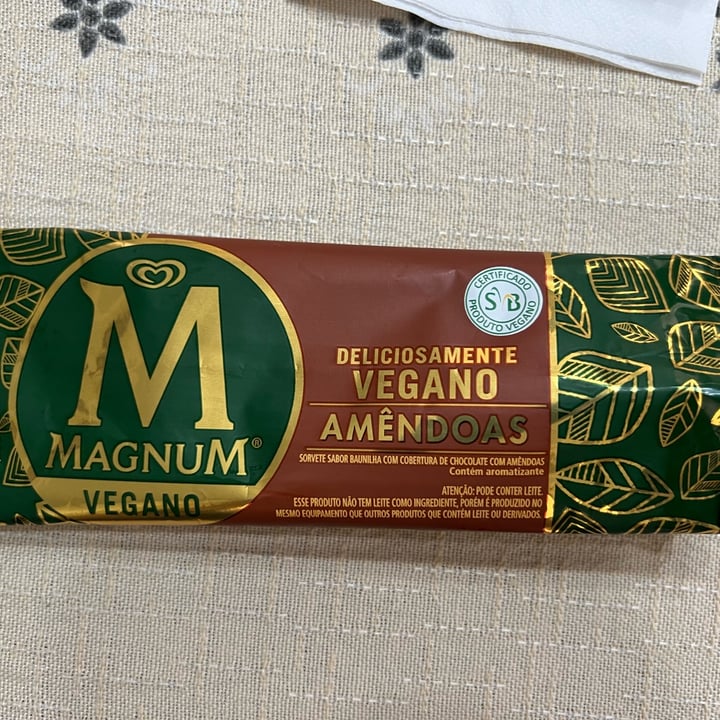 M
MAGNUM®
VEGANO
CERTIFICADO
SVB
PRODUTO VEGANO
DELICIOSAMENTE
VEGANO
AMÊNDOAS
SORVETE SABOR BAUNILHA COM COBERTURA DE CHOCOLATE COM AMÊNDOAS
Contém aromatizante
ATENÇÃO: PODE CONTER LEITE.
ESSE PRODUTO NÃO TEM LEITE COMO INGREDIENTE, PORÉM É PRODUZIDO NO
MESMO EQUIPAMENTO QUE OUTROS PRODUTOS QUE CONTÊM LEITE OU DERIVADOS.